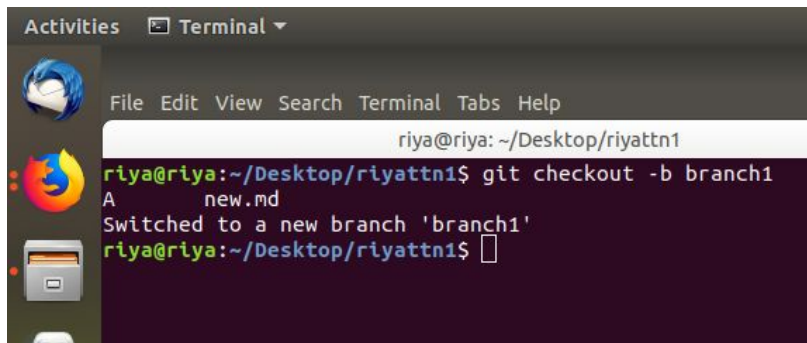 Activities Terminal
File Edit View Search Terminal Tabs Help
riya@riya: ~/Desktop/riyattn1
riya@riya:~/Desktop/riyattn1$ git checkout -b branch1
A new.md
Switched to a new branch 'branch1'
riya@riya:~/Desktop/riyattn1$